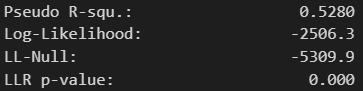 Pseudo R-squ.: 0.5280
Log-Likelihood: -2506.3
LL-Null: -5309.9
LLR p-value: 0.000